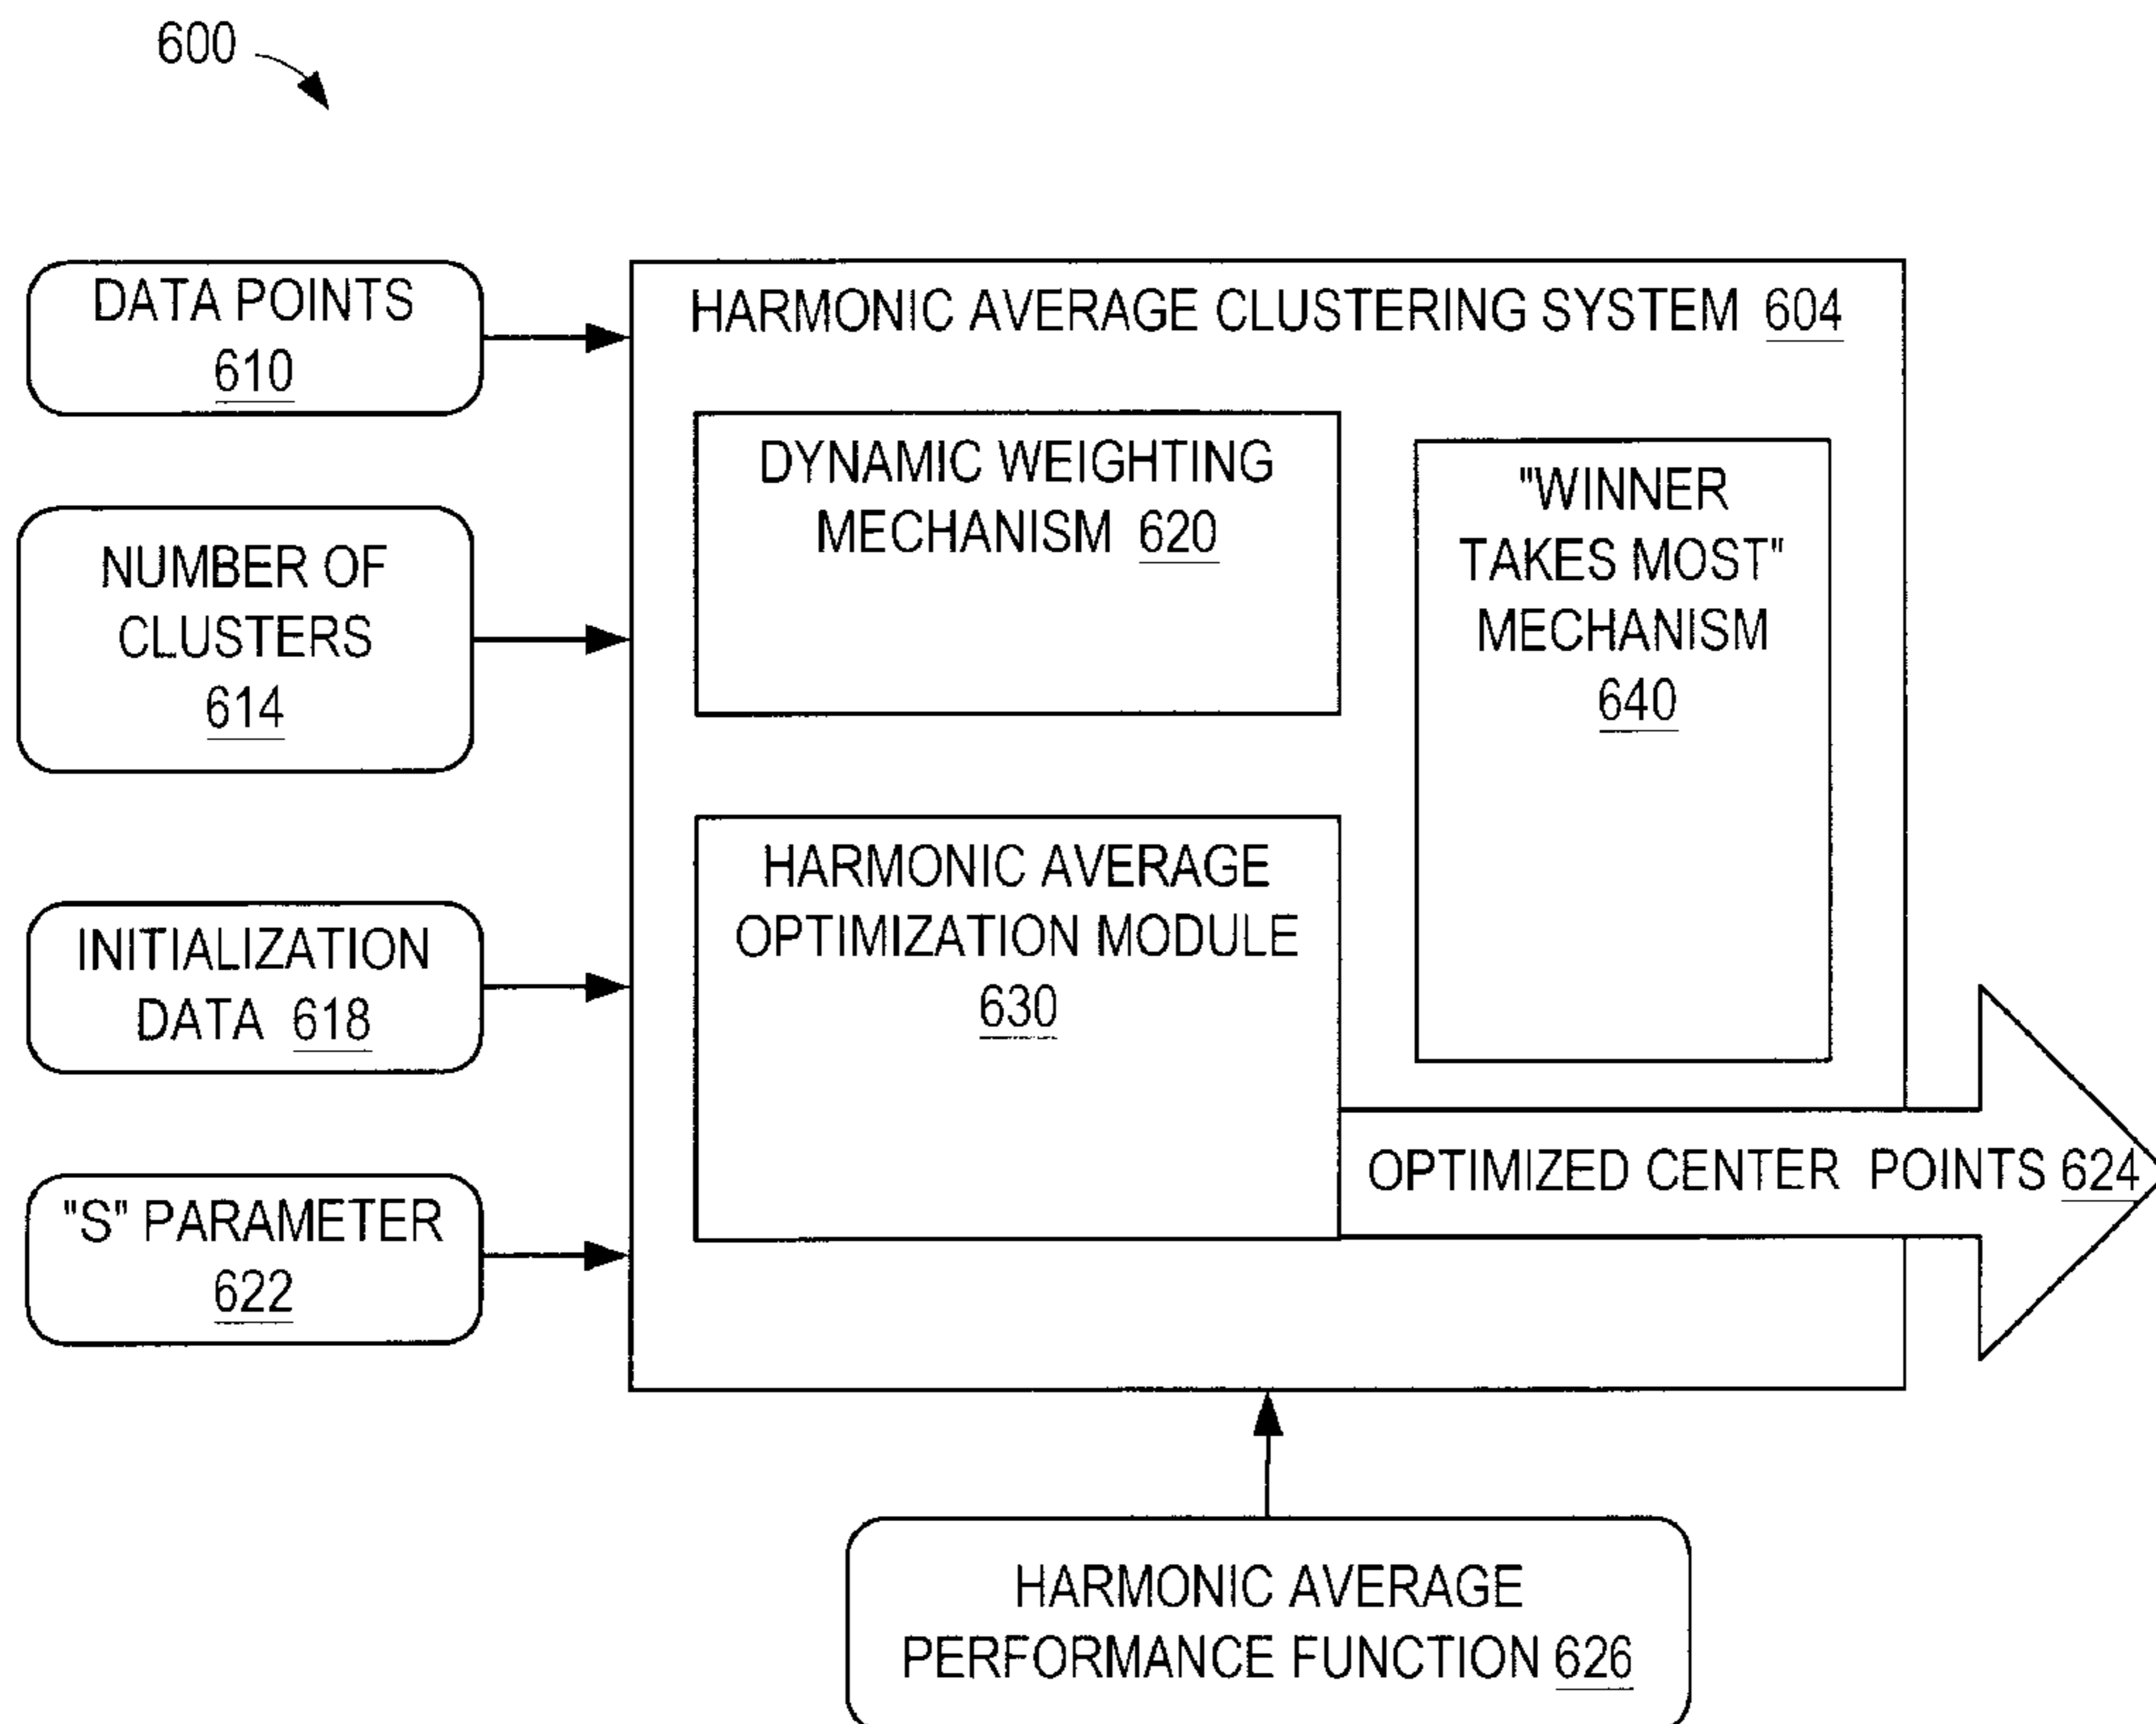 600
DATA POINTS
610
NUMBER OF
CLUSTERS
614
INITIALIZATION
DATA 618
"S" PARAMETER
622
HARMONIC AVERAGE CLUSTERING SYSTEM 604
DYNAMIC WEIGHTING
MECHANISM 620
"WINNER
TAKES MOST"
MECHANISM
640
HARMONIC AVERAGE
OPTIMIZATION MODULE
630
OPTIMIZED CENTER POINTS 624
HARMONIC AVERAGE
PERFORMANCE FUNCTION 626